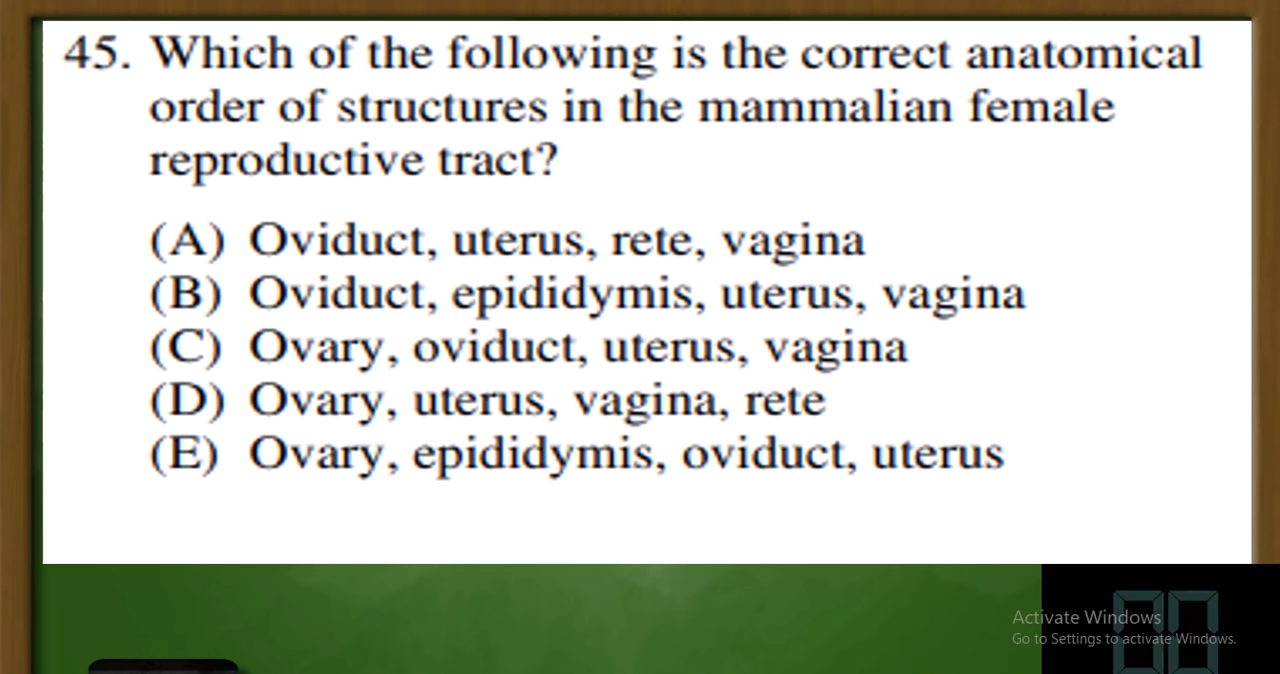 45. Which of the following is the correct anatomical
order of structures in the mammalian female
reproductive tract?
(A) Oviduct, uterus, rete, vagina
(B) Oviduct, epididymis, uterus, vagina
(C) Ovary, oviduct, uterus, vagina
(D) Ovary, uterus, vagina, rete
(E) Ovary, epididymis, oviduct, uterus
Activate Windows
Go to Settings to activate Windows.